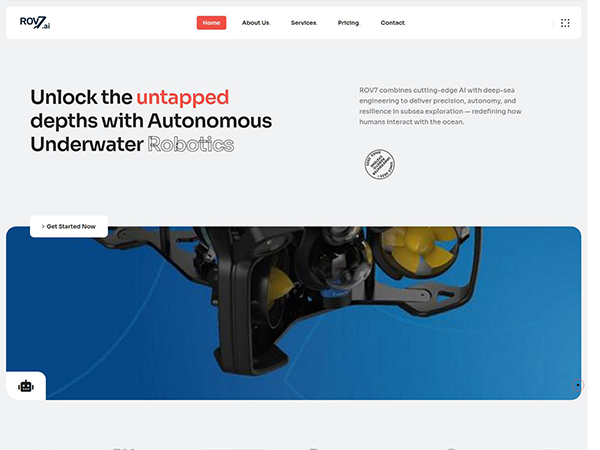 ROV7.ai
Home
About Us
Services
Pricing
Contact
Unlock the untapped
depths with Autonomous
Underwater Robotics
ROV7 combines cutting-edge AI with deep-sea
engineering to deliver precision, autonomy, and
resilience in subsea exploration — redefining how
humans interact with the ocean.
› Get Started Now